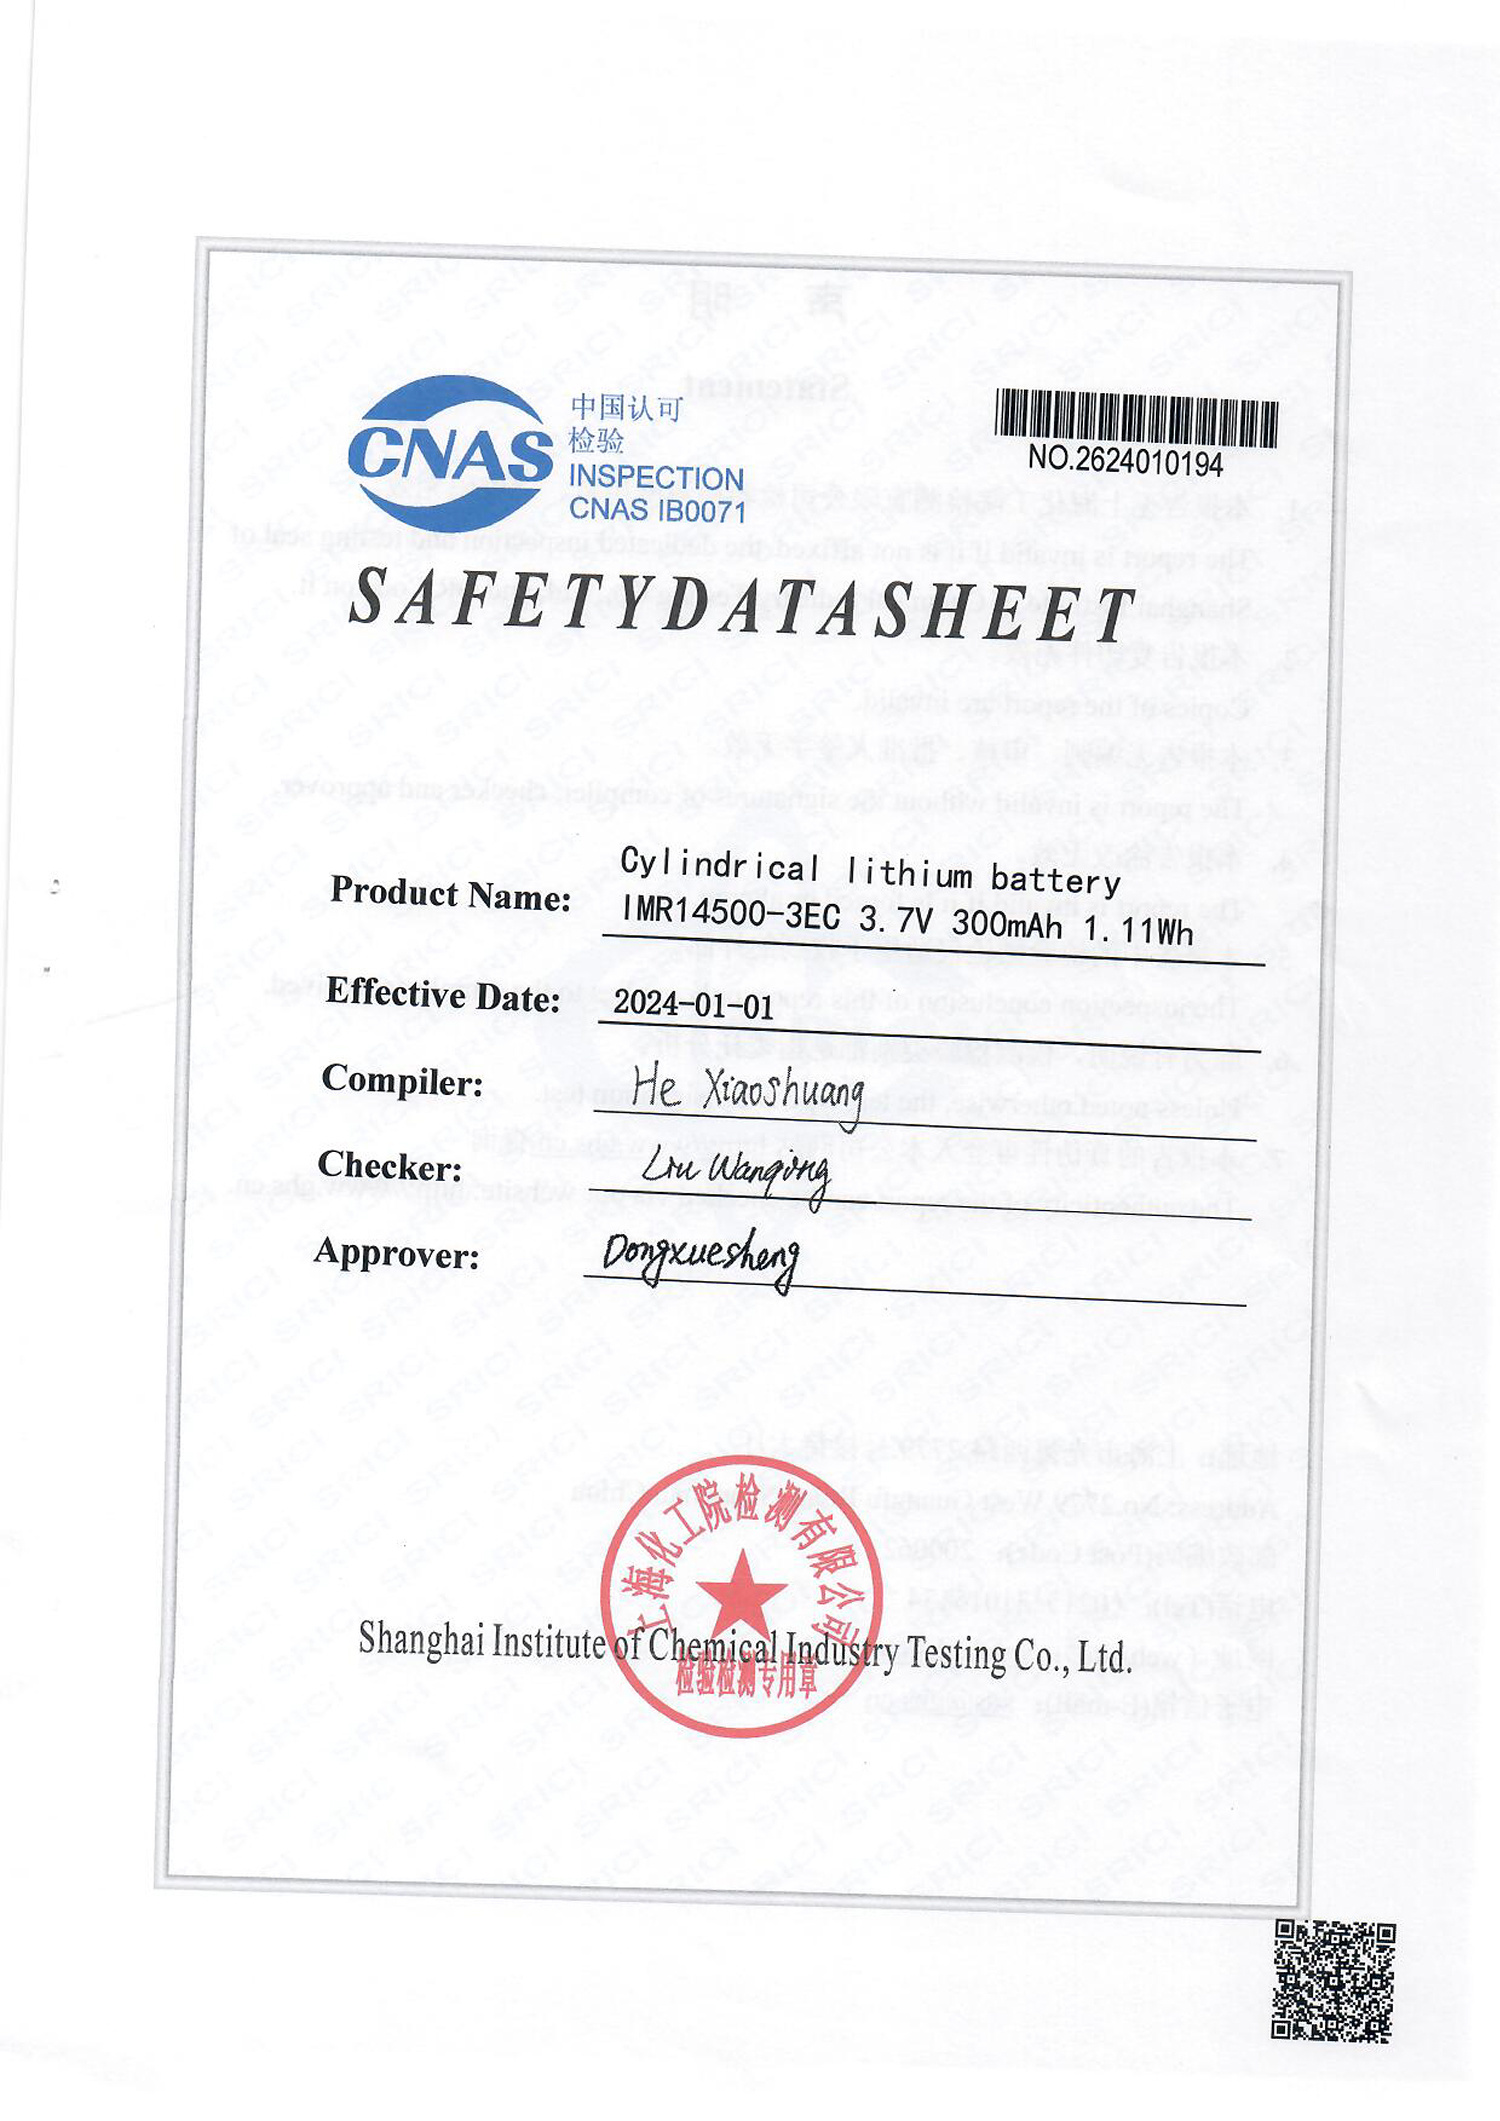 CNAS
中国认可
检验
INSPECTION
CNAS IB0071
NO.2624010194
SAFETYDATASHEET
Product Name: Cylindrical lithium battery
IMR14500-3EC 3.7V 300mAh 1.11Wh
Effective Date: 2024-01-01
Compiler: He Xiaoshuang
Checker: Liu Wanqing
Approver: Dongxuesheng
上海化工院检测有限公司
Shanghai Institute of Chemical Industry Testing Co., Ltd.
检验检测专用章